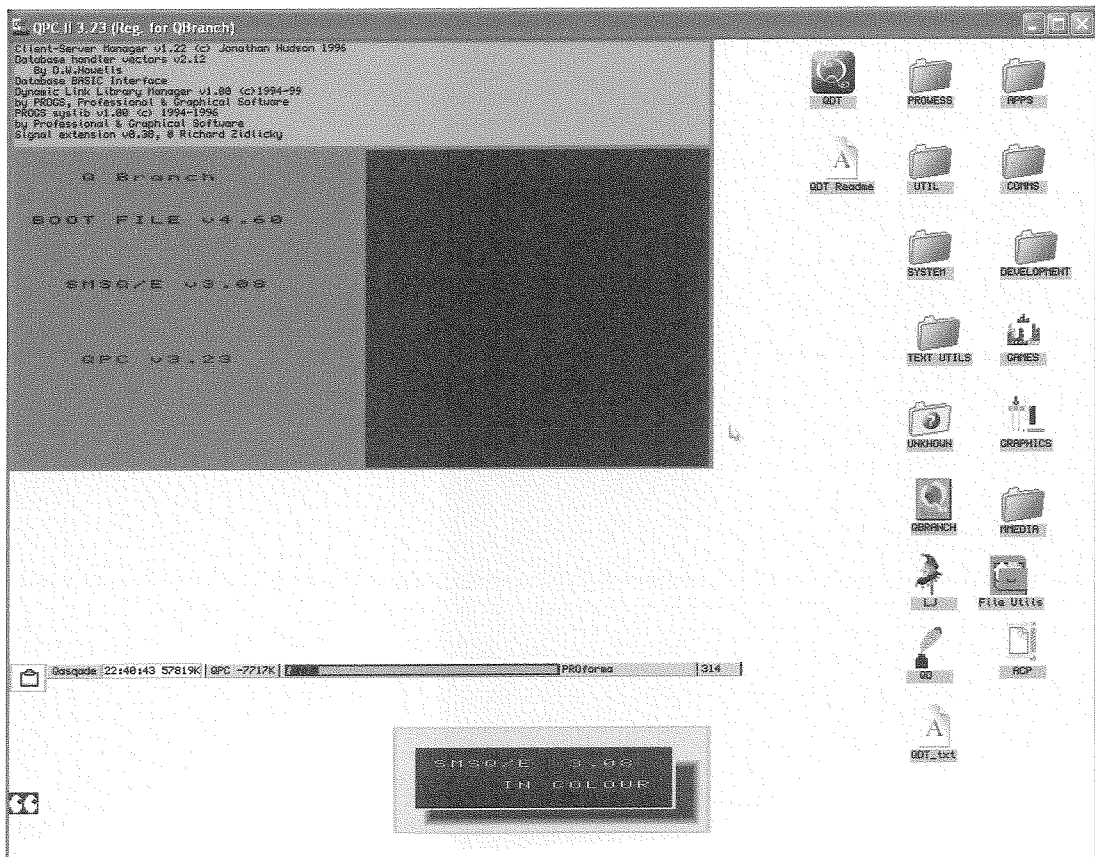 QPC II 3.23 (Reg. for QBranch)
Client-Server Manager v1.22 (c) Jonathan Hudson 1996
Database handler vectors v2.12
By D.W.Howells
Database BASIC Interface
Dynamic Link Library Manager v1.00 (c)1994-99
by PROGS, Professional & Graphical Software
PROGS syslib v1.00 (c) 1994-1996
by Professional & Graphical Software
Signal extension v0.38, @ Richard Zidlicky
Q Branch
BOOT FILE v4.60
SMSQ/E v3.08
QPC v3.23
QDT
PROWESS
APPS
QDT Readme
UTIL
COMMS
SYSTEM
DEVELOPMENT
TEXT UTILS
GAMES
UNKNOWN
GRAPHICS
QBRANCH
MMEDIA
LJ
File Utils
QD
ACP
QDT_txt
Qascade 22:40:43 57819K QPC -7717K
PROforma 314
SMSQ/E 3.08
IN COLOUR